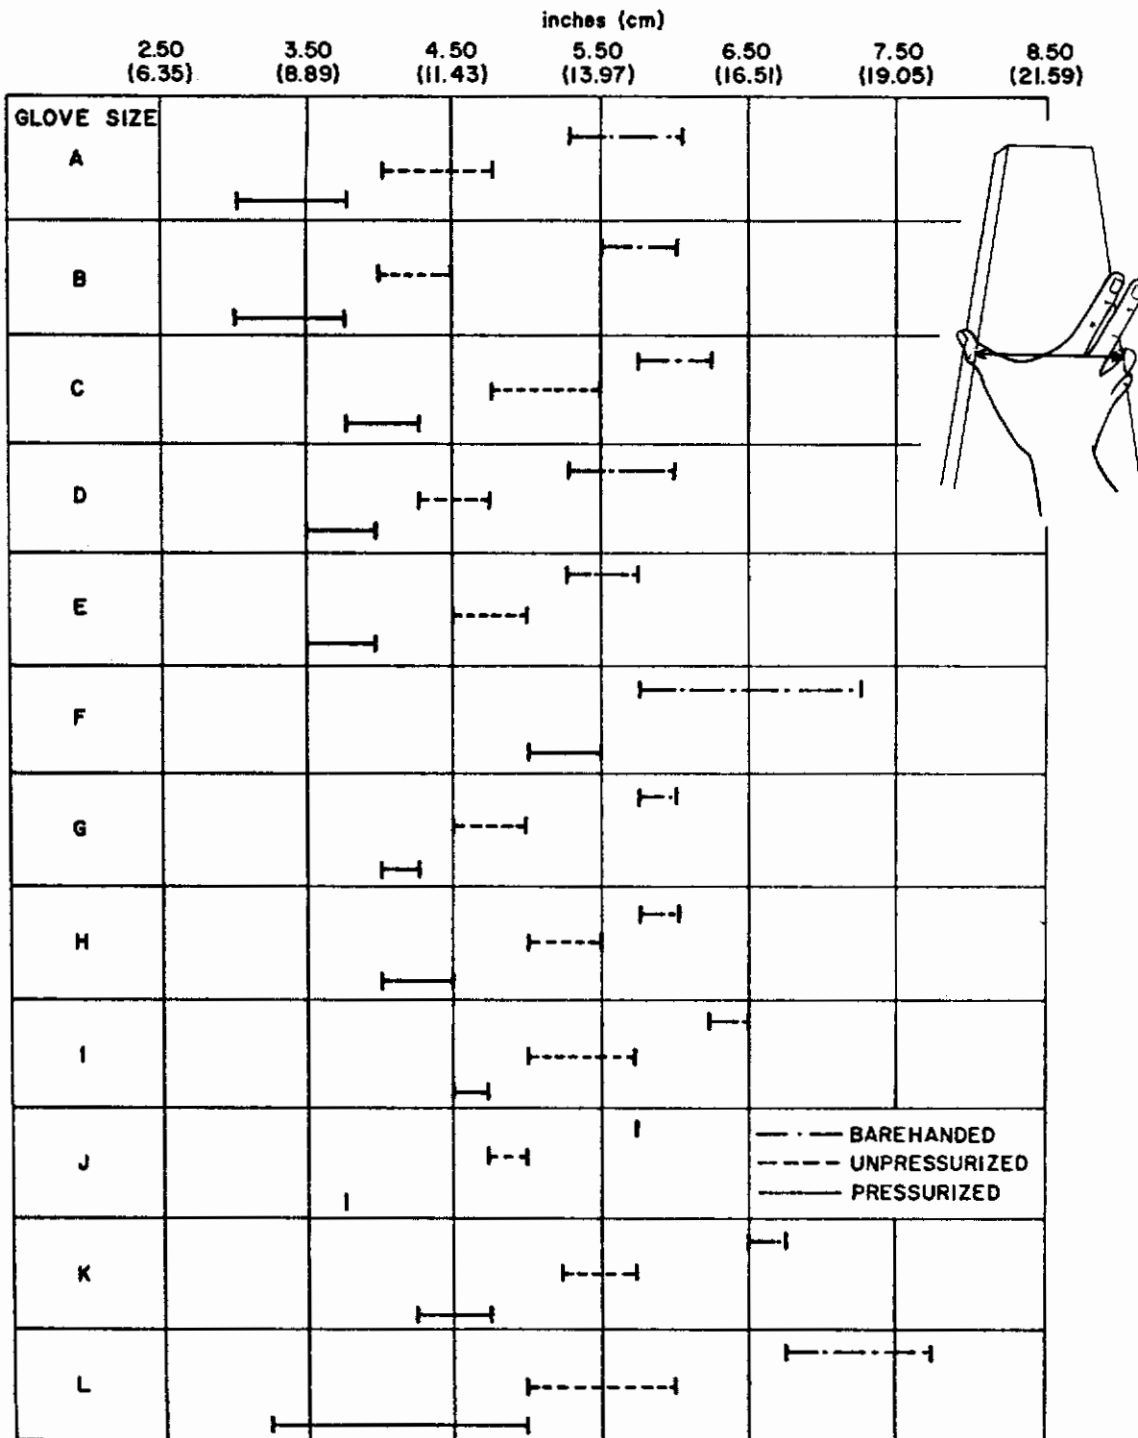 inches (cm)
2.50 3.50 4.50 5.50 6.50 7.50 8.50
(6.35) (8.89) (11.43) (13.97) (16.51) (19.05) (21.59)
GLOVE SIZE
A
B
C
D
E
F
G
H
I
J
BAREHANDED
UNPRESSURIZED
PRESSURIZED
K
L